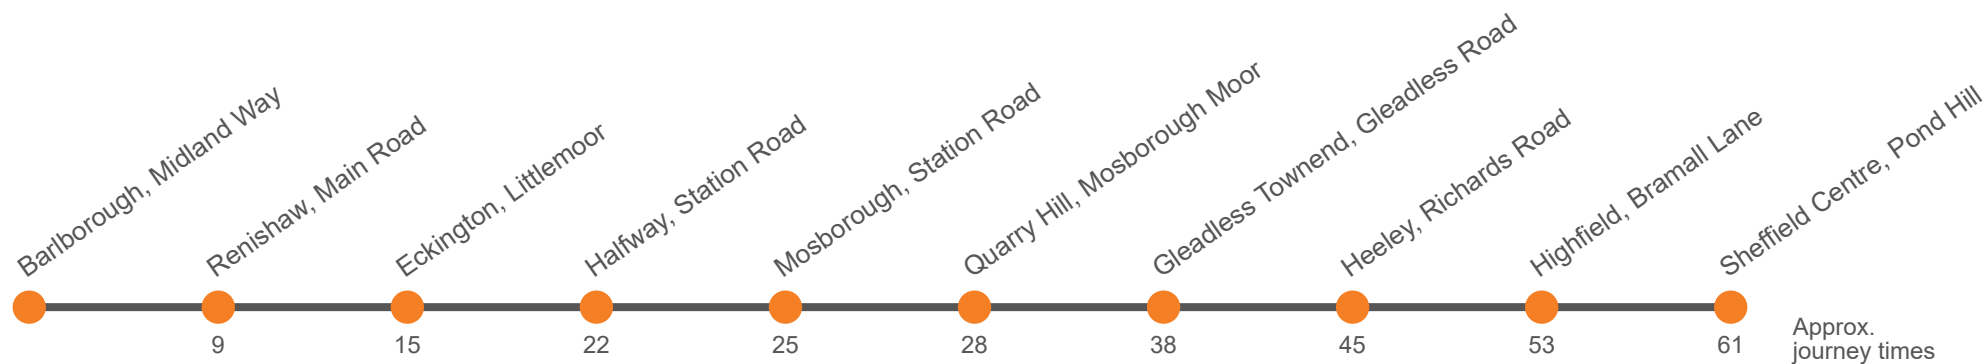 Barlborough, Midland Way
Renishaw, Main Road
Eckington, Littlemoor
Halfway, Station Road
Mosborough, Station Road
Quarry Hill, Mosborough Moor
Gleadless Townend, Gleadless Road
Heeley, Richards Road
Highfield, Bramall Lane
Sheffield Centre, Pond Hill
9
15
22
25
28
38
45
53
61
Approx.
journey times